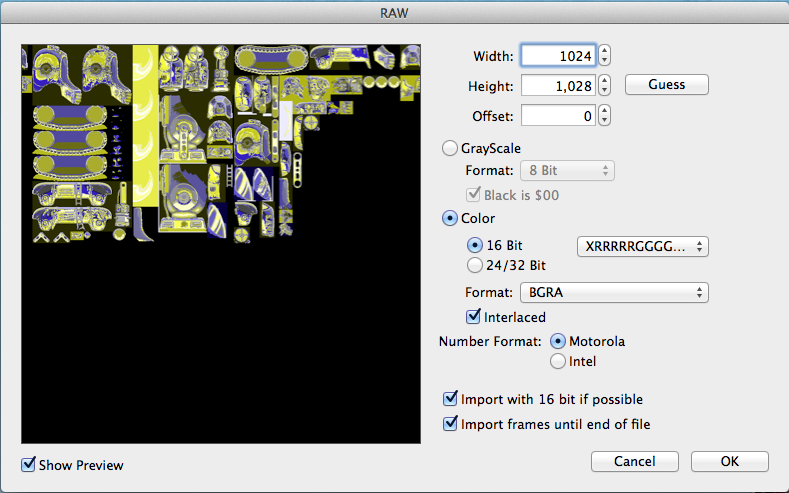 RAW
Width: 1024
Height: 1,028 Guess
Offset: 0
GrayScale
Format: 8 Bit
Black is $00
Color
16 Bit XRRRRRGGGG...
24/32 Bit
Format: BGRA
Interlaced
Number Format: Motorola
Intel
Import with 16 bit if possible
Import frames until end of file
Show Preview Cancel OK